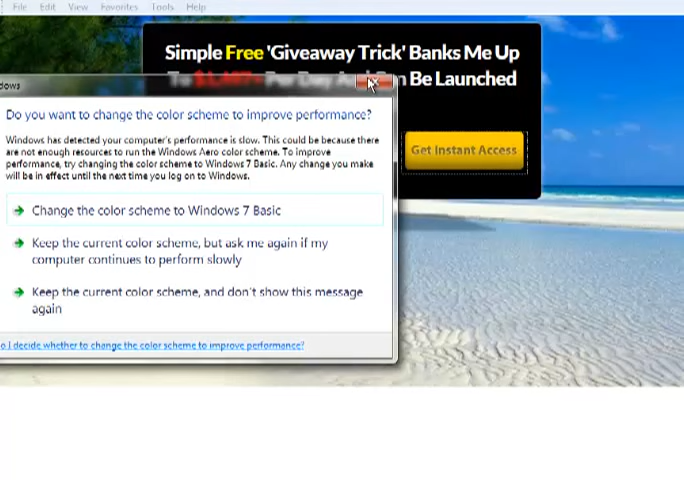 File Edit View Favorites Tools Help
Simple Free 'Giveaway Trick' Banks Me Up
To Per Day And Can Be Launched
dows
Get Instant Access
Do you want to change the color scheme to improve performance?
Windows has detected your computer's performance is slow. This could be because there
are not enough resources to run the Windows Aero color scheme. To improve
performance, try changing the color scheme to Windows 7 Basic. Any change you make
will be in effect until the next time you log on to Windows.
Change the color scheme to Windows 7 Basic
Keep the current color scheme, but ask me again if my
computer continues to perform slowly
Keep the current color scheme, and don't show this message
again
o I decide whether to change the color scheme to improve performance?